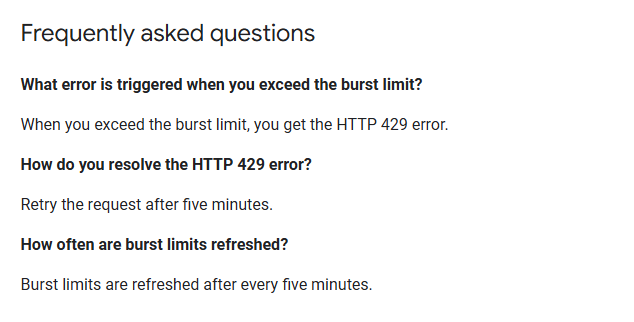 Frequently asked questions
What error is triggered when you exceed the burst limit?
When you exceed the burst limit, you get the HTTP 429 error.
How do you resolve the HTTP 429 error?
Retry the request after five minutes.
How often are burst limits refreshed?
Burst limits are refreshed after every five minutes.